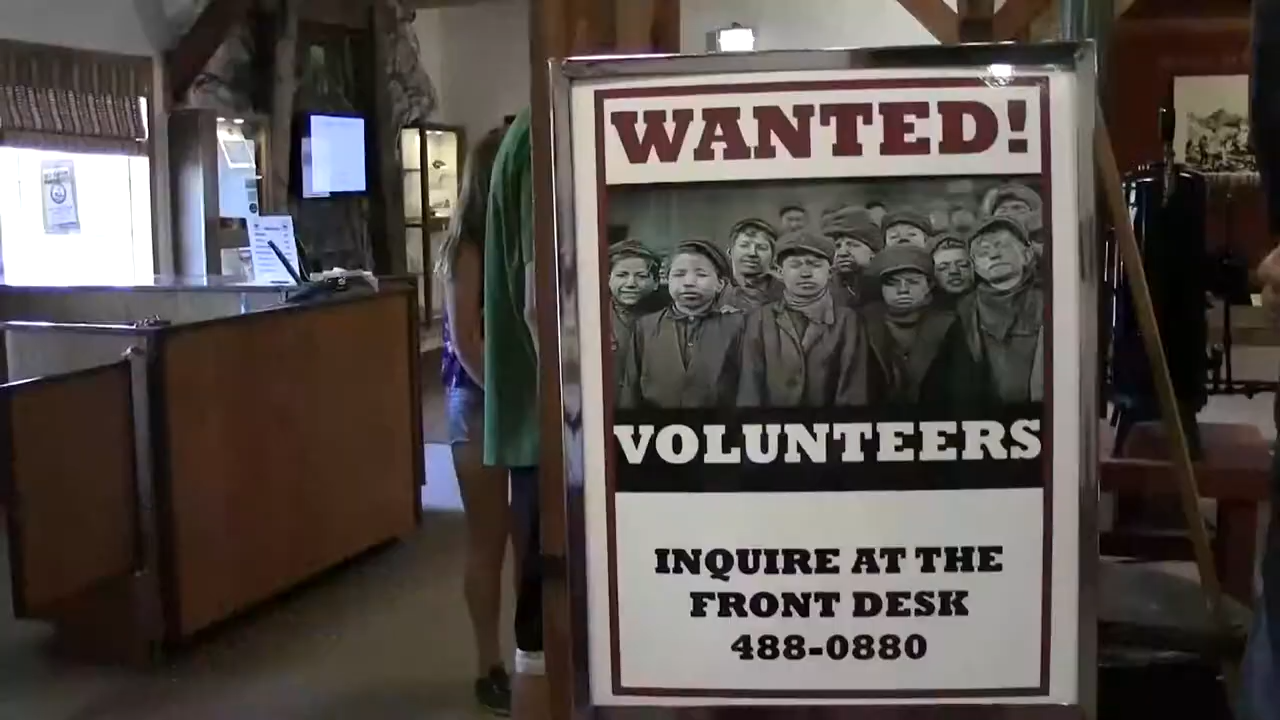 WANTED!
VOLUNTEERS
INQUIRE AT THE
FRONT DESK
488-0880